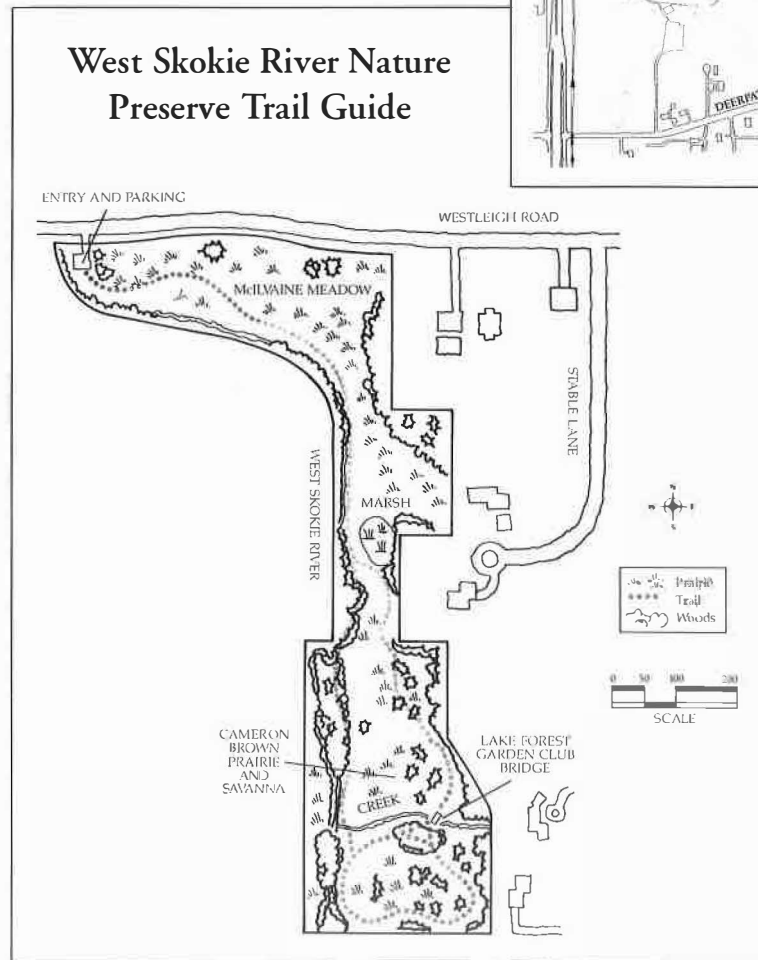 West Skokie River Nature
Preserve Trail Guide
DEERPA
ENTRY AND PARKING
WESTLEIGH ROAD
McILVAINE MEADOW
STABLE LANE
WEST SKOKIE RIVER
MARSH
Prairie
Trail
Woods
0 50 100 200
SCALE
CAMERON
BROWN
PRAIRIE
AND
SAVANNA
LAKE FOREST
GARDEN CLUB
BRIDGE
CREEK